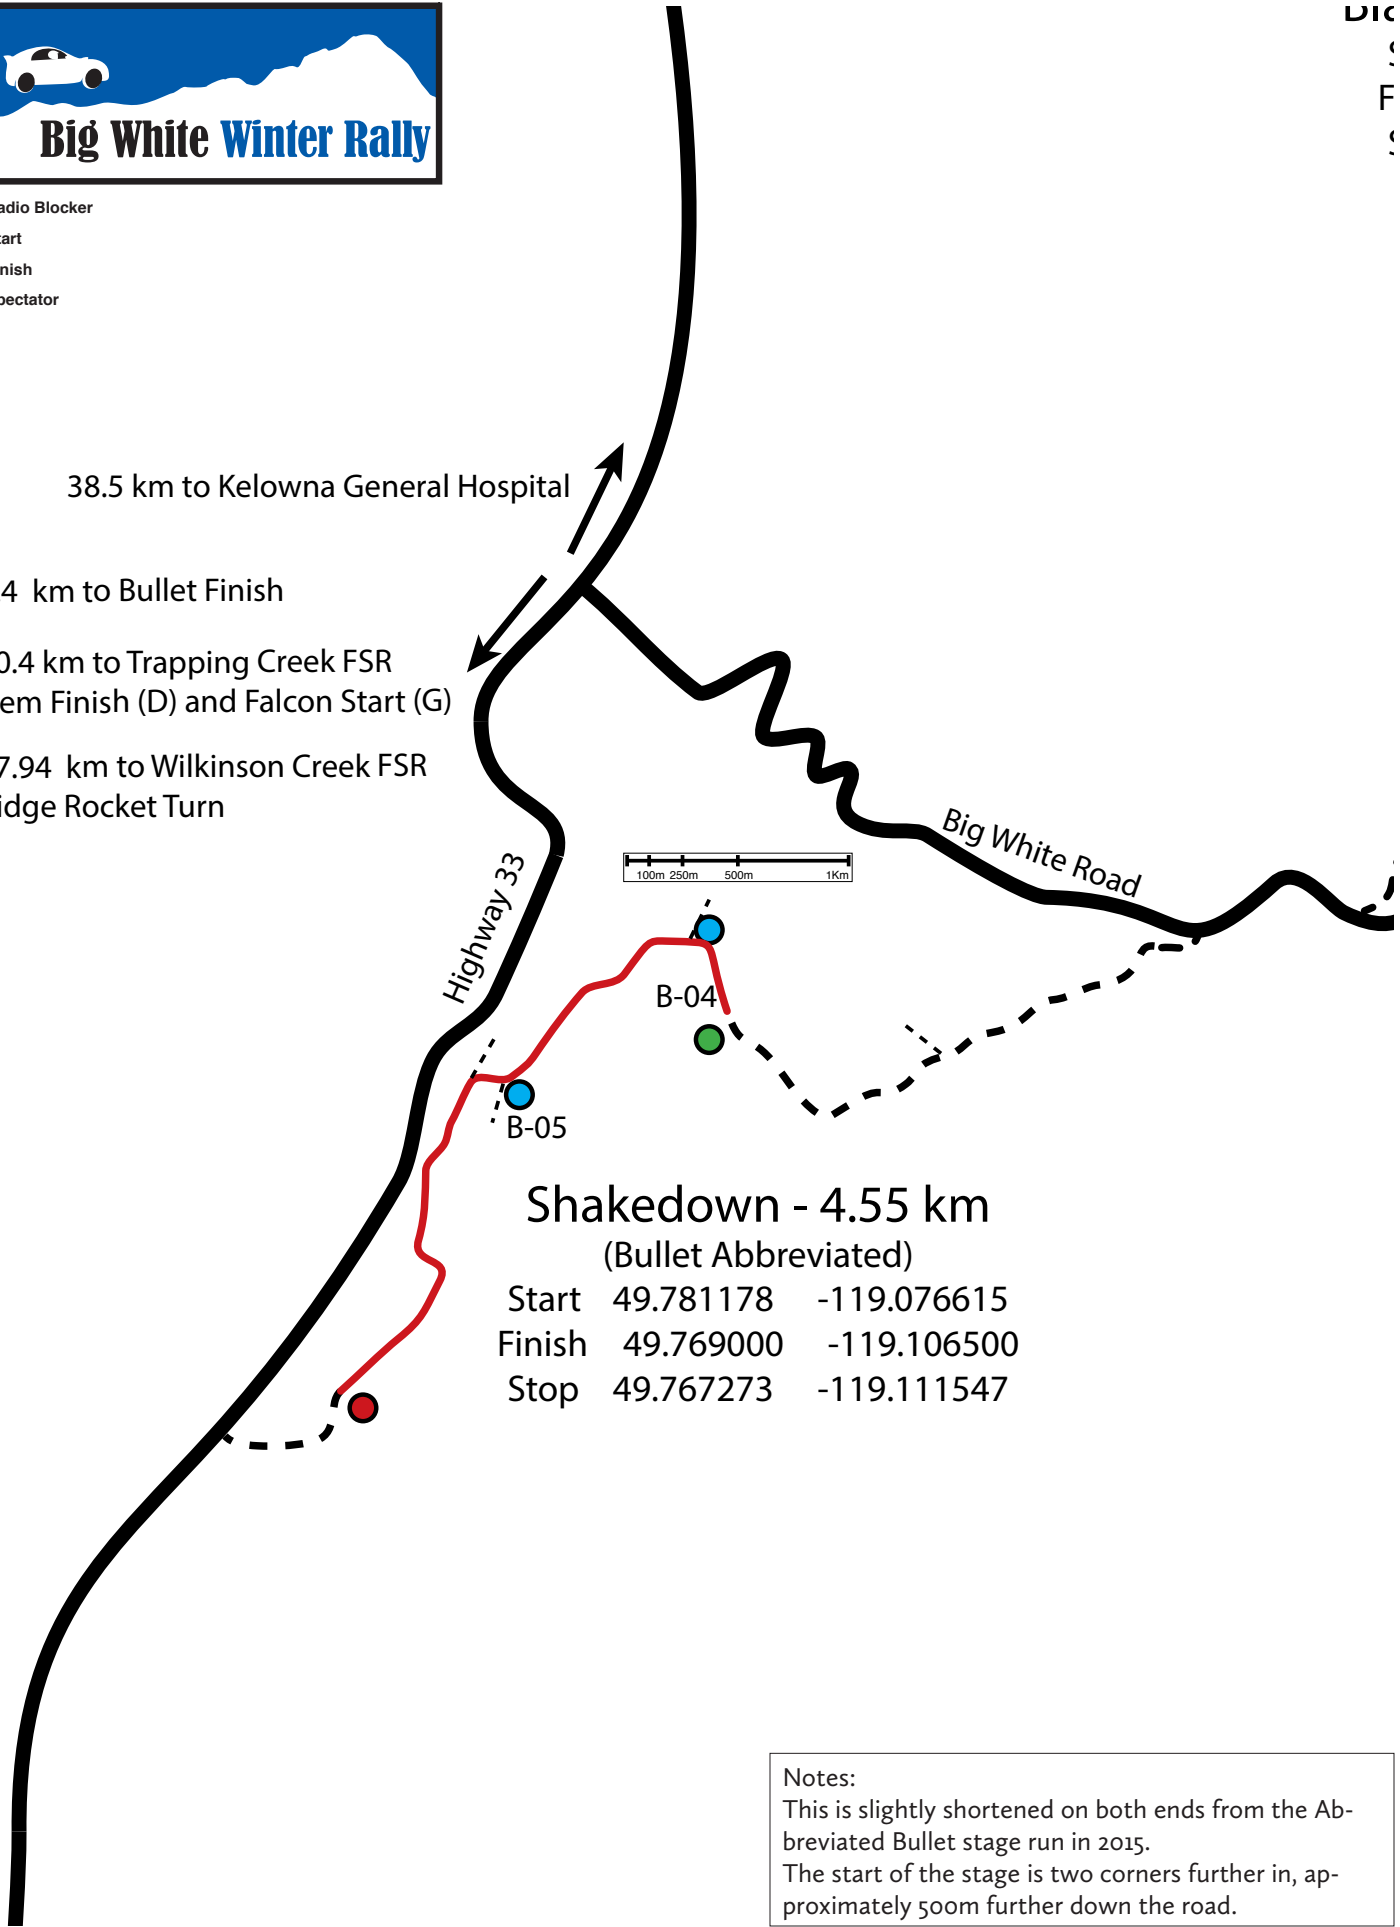 Big White Winter Rally
adio Blocker
tart
nish
pectator
38.5 km to Kelowna General Hospital
4 km to Bullet Finish
0.4 km to Trapping Creek FSR
em Finish (D) and Falcon Start (G)
7.94 km to Wilkinson Creek FSR
idge Rocket Turn
Highway 33
Big White Road
100m 250m 500m 1Km
B-04
B-05
Shakedown - 4.55 km
(Bullet Abbreviated)
Start 49.781178 -119.076615
Finish 49.769000 -119.106500
Stop 49.767273 -119.111547
Notes:
This is slightly shortened on both ends from the Ab-
breviated Bullet stage run in 2015.
The start of the stage is two corners further in, ap-
proximately 500m further down the road.